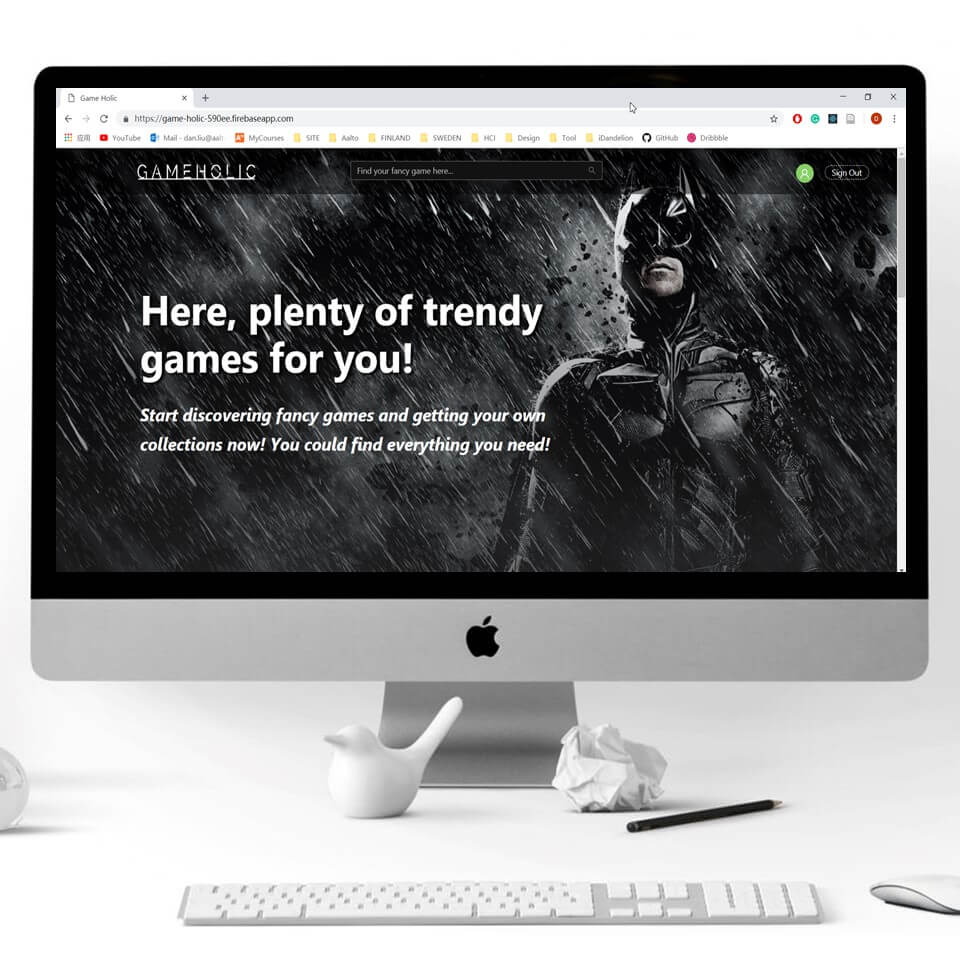 Game Holic
https://game-holic-590ee.firebaseapp.com
应用 YouTube Mail - dan.liu@aalt MyCourses SITE Aalto FINLAND SWEDEN HCI Design Tool iDandelion GitHub Dribbble
GAMEHOLIC Find your fancy game here... Sign Out
Here, plenty of trendy
games for you!
Start discovering fancy games and getting your own
collections now! You could find everything you need!